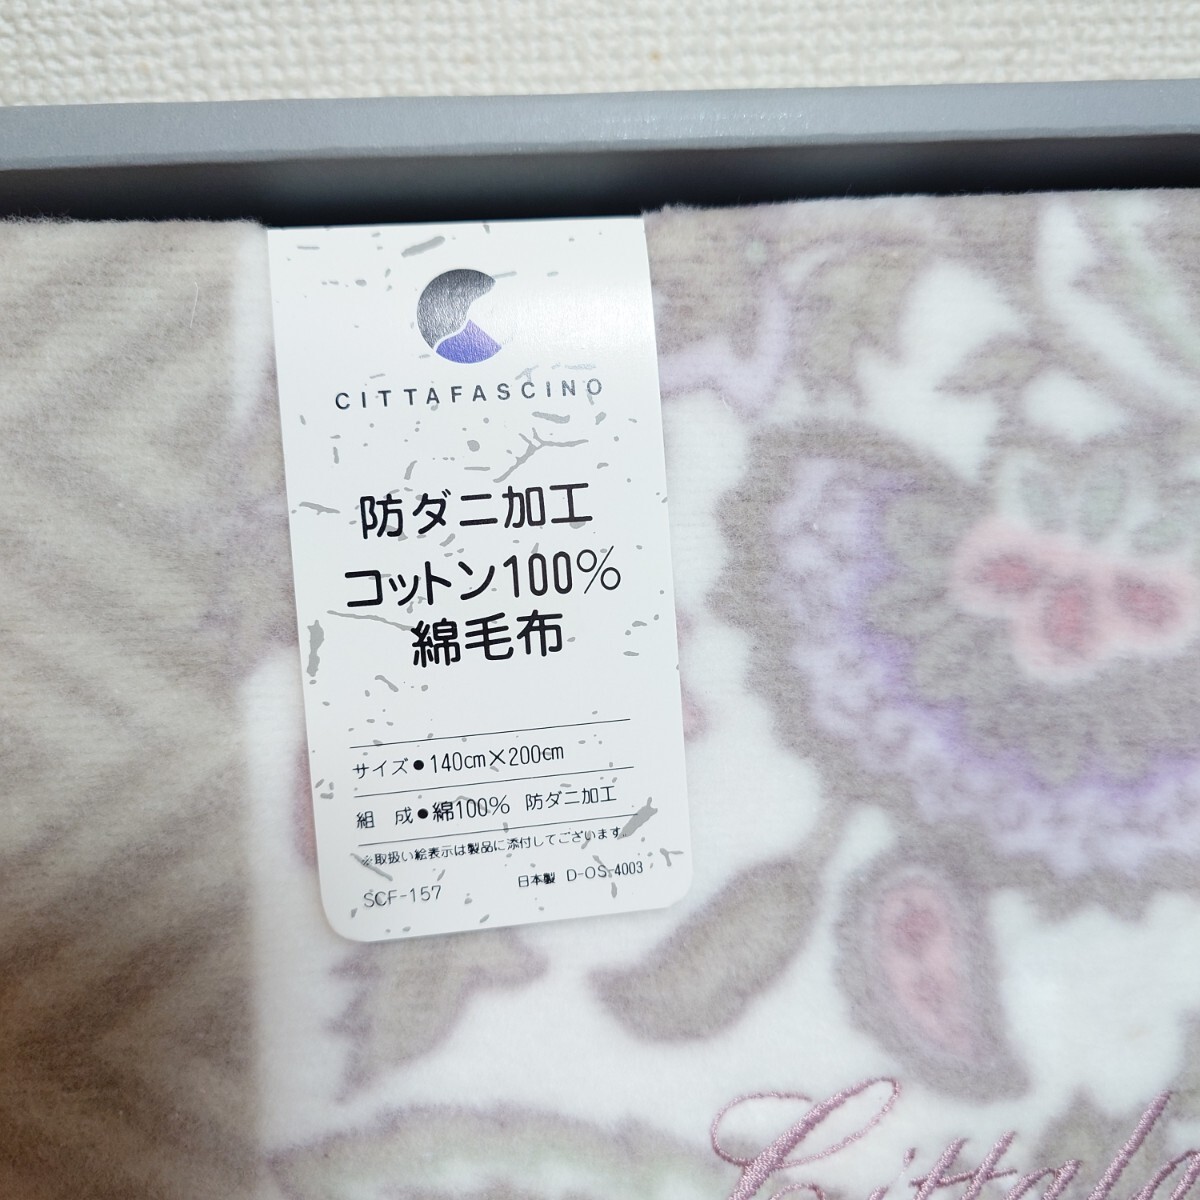 CITTAFASCINO
防ダニ加工
コットン100%
綿毛布
サイズ●140cm×200cm
組 成●綿100% 防ダニ加工
※取扱い絵表示は製品に添付してございます。
SCF-157 日本製 D-OS-4003